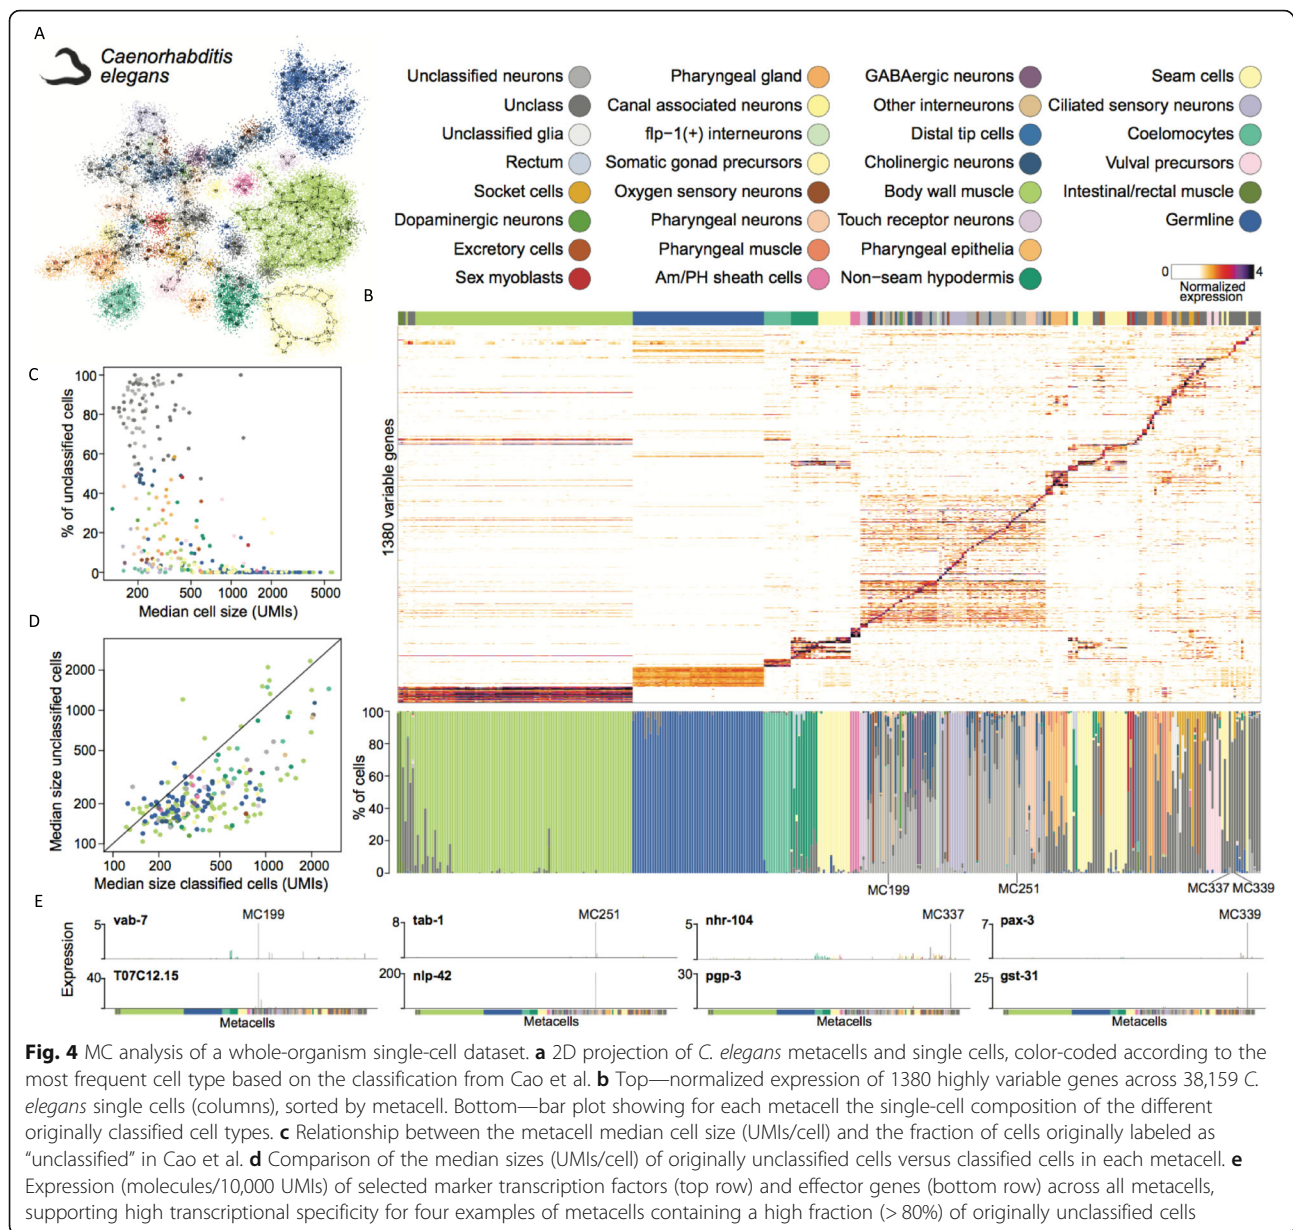 A
Caenorhabditis
elegans
Unclassified neurons
Unclass
Unclassified glia
Rectum
Socket cells
Dopaminergic neurons
Excretory cells
Sex myoblasts
Pharyngeal gland
Canal associated neurons
flp−1(+) interneurons
Somatic gonad precursors
Oxygen sensory neurons
Pharyngeal neurons
Pharyngeal muscle
Am/PH sheath cells
GABAergic neurons
Other interneurons
Distal tip cells
Cholinergic neurons
Body wall muscle
Touch receptor neurons
Pharyngeal epithelia
Non−seam hypodermis
Seam cells
Ciliated sensory neurons
Coelomocytes
Vulval precursors
Intestinal/rectal muscle
Germline
0 4
Normalized
expression
B
1380 variable genes
100
80
60
40
20
0
% of cells
MC199
MC251
MC337 MC339
C
100
80
60
40
20
0
% of unclassified cells
200 500 1000 2000 5000
Median cell size (UMIs)
D
2000
1000
500
200
100
Median size unclassified cells
100 200 500 1000 2000
Median size classified cells (UMIs)
E
Expression
5
vab-7
MC199
40
T07C12.15
Metacells
8
tab-1
MC251
200
nlp-42
Metacells
5
nhr-104
MC337
30
pgp-3
Metacells
7
pax-3
MC339
25
gst-31
Metacells
Fig. 4 MC analysis of a whole-organism single-cell dataset. a 2D projection of C. elegans metacells and single cells, color-coded according to the
most frequent cell type based on the classification from Cao et al. b Top—normalized expression of 1380 highly variable genes across 38,159 C.
elegans single cells (columns), sorted by metacell. Bottom—bar plot showing for each metacell the single-cell composition of the different
originally classified cell types. c Relationship between the metacell median cell size (UMIs/cell) and the fraction of cells originally labeled as
“unclassified” in Cao et al. d Comparison of the median sizes (UMIs/cell) of originally unclassified cells versus classified cells in each metacell. e
Expression (molecules/10,000 UMIs) of selected marker transcription factors (top row) and effector genes (bottom row) across all metacells,
supporting high transcriptional specificity for four examples of metacells containing a high fraction (> 80%) of originally unclassified cells